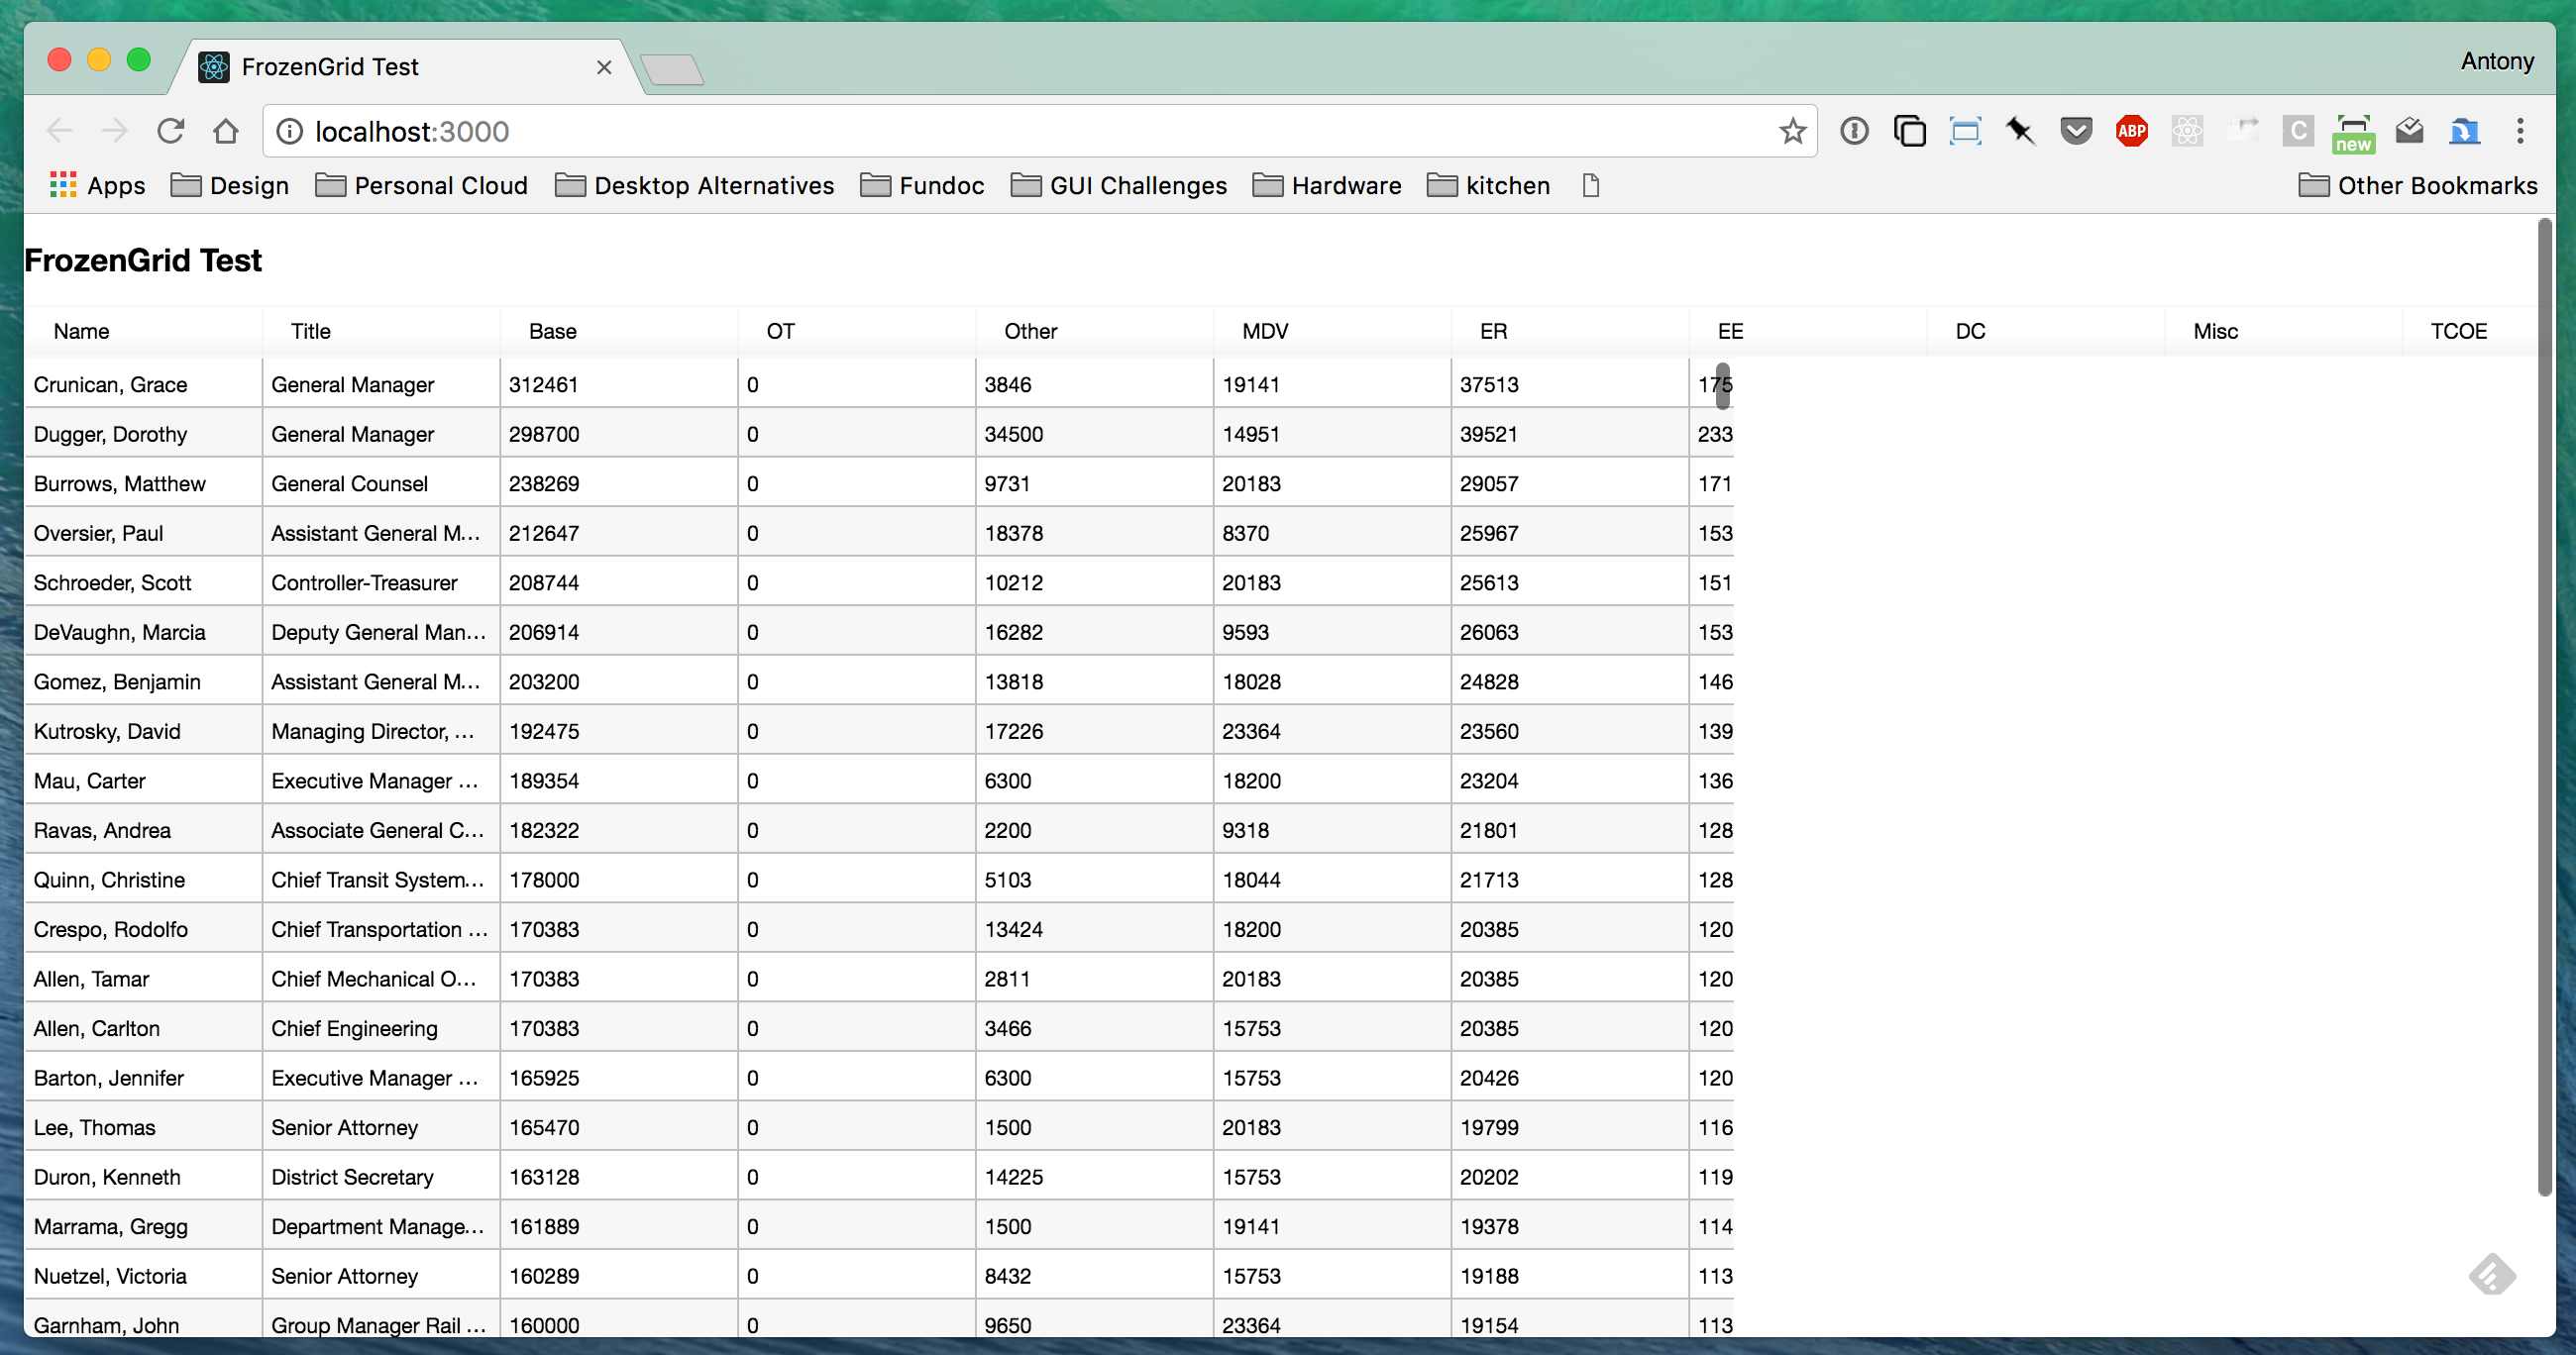 FrozenGrid Test
Antony
localhost:3000
ABP
C
new
Apps Design Personal Cloud Desktop Alternatives Fundoc GUI Challenges Hardware kitchen Other Bookmarks
FrozenGrid Test
Name Title Base OT Other MDV ER EE DC Misc TCOE
Crunican, Grace General Manager 312461 0 3846 19141 37513 175
Dugger, Dorothy General Manager 298700 0 34500 14951 39521 233
Burrows, Matthew General Counsel 238269 0 9731 20183 29057 171
Oversier, Paul Assistant General M... 212647 0 18378 8370 25967 153
Schroeder, Scott Controller-Treasurer 208744 0 10212 20183 25613 151
DeVaughn, Marcia Deputy General Man... 206914 0 16282 9593 26063 153
Gomez, Benjamin Assistant General M... 203200 0 13818 18028 24828 146
Kutrosky, David Managing Director, ... 192475 0 17226 23364 23560 139
Mau, Carter Executive Manager ... 189354 0 6300 18200 23204 136
Ravas, Andrea Associate General C... 182322 0 2200 9318 21801 128
Quinn, Christine Chief Transit System... 178000 0 5103 18044 21713 128
Crespo, Rodolfo Chief Transportation ... 170383 0 13424 18200 20385 120
Allen, Tamar Chief Mechanical O... 170383 0 2811 20183 20385 120
Allen, Carlton Chief Engineering 170383 0 3466 15753 20385 120
Barton, Jennifer Executive Manager ... 165925 0 6300 15753 20426 120
Lee, Thomas Senior Attorney 165470 0 1500 20183 19799 116
Duron, Kenneth District Secretary 163128 0 14225 15753 20202 119
Marrama, Gregg Department Manage... 161889 0 1500 19141 19378 114
Nuetzel, Victoria Senior Attorney 160289 0 8432 15753 19188 113
Garnham, John Group Manager Rail ... 160000 0 9650 23364 19154 113